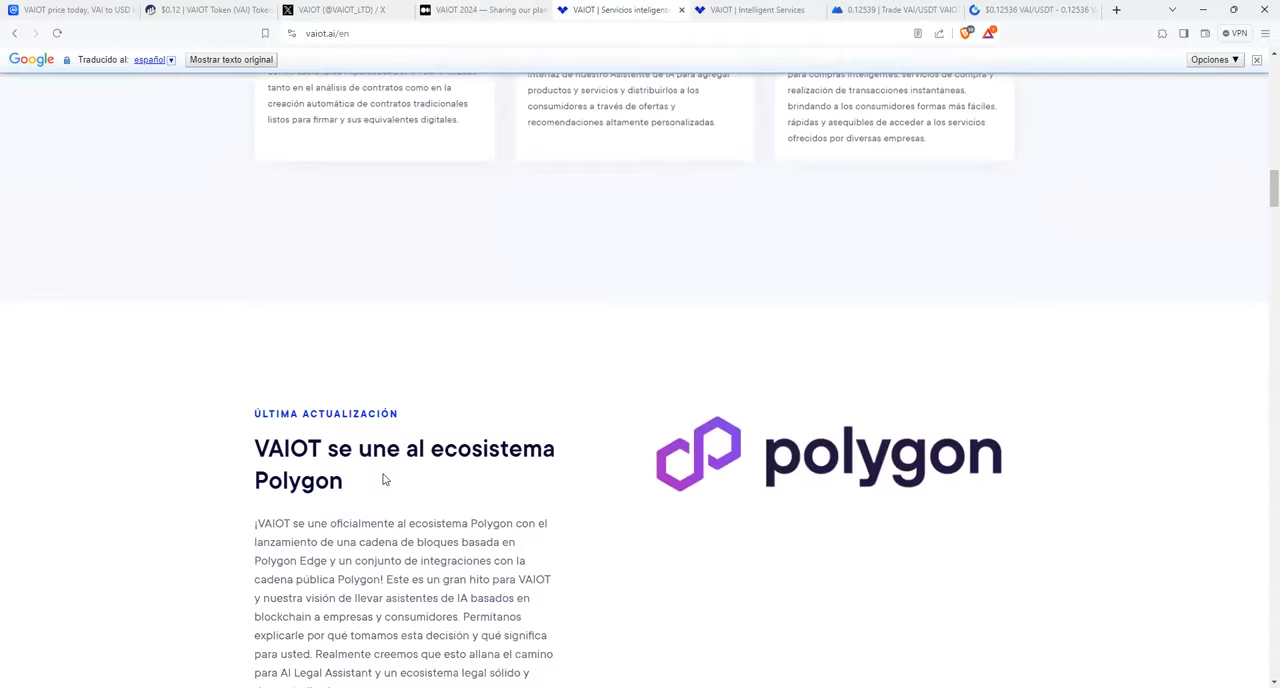 VAIOT price today, VAI to USD l
$0.12 | VAIOT Token (VAI) Toke
VAIOT (@VAIOT_LTD) / X
VAIOT 2024 — Sharing our plan
VAIOT | Servicios inteligent
VAIOT | Intelligent Services
0.12539 | Trade VAI/USDT VAIO
$0.12536 VAI/USDT - 0.12536 V
vaiot.ai/en
VPN
Google Traducido al: español Mostrar texto original Opciones ▼
tanto en el análisis de contratos como en la
creación automática de contratos tradicionales
listos para firmar y sus equivalentes digitales.
interfaz de nuestro Asistente de IA para agregar
productos y servicios y distribuirlos a los
consumidores a través de ofertas y
recomendaciones altamente personalizadas.
para compras inteligentes, servicios de compra y
realización de transacciones instantáneas,
brindando a los consumidores formas más fáciles,
rápidas y asequibles de acceder a los servicios
ofrecidos por diversas empresas.
ÚLTIMA ACTUALIZACIÓN
VAIOT se une al ecosistema
Polygon
polygon
¡VAIOT se une oficialmente al ecosistema Polygon con el
lanzamiento de una cadena de bloques basada en
Polygon Edge y un conjunto de integraciones con la
cadena pública Polygon! Este es un gran hito para VAIOT
y nuestra visión de llevar asistentes de IA basados en
blockchain a empresas y consumidores. Permítanos
explicarle por qué tomamos esta decisión y qué significa
para usted. Realmente creemos que esto allana el camino
para AI Legal Assistant y un ecosistema legal sólido y